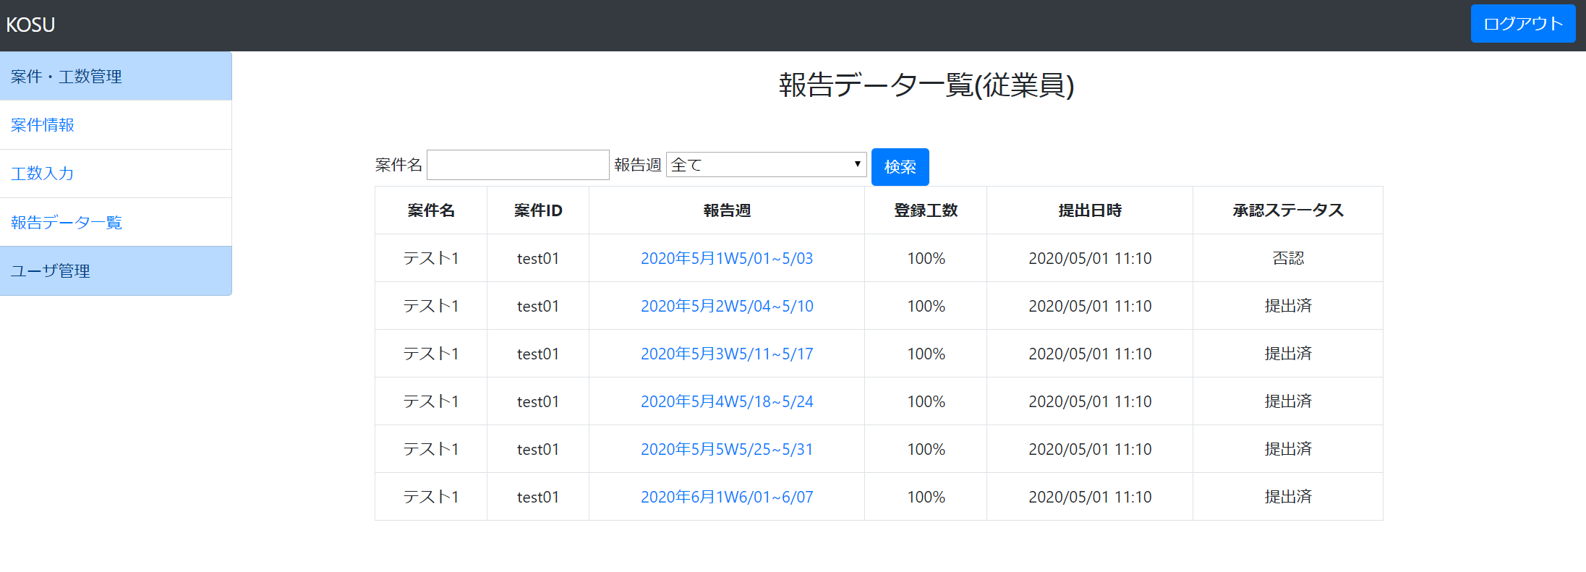 KOSU ログアウト
案件・工数管理
案件情報
工数入力
報告データ一覧
ユーザ管理
報告データ一覧(従業員)
案件名 報告週 全て 検索
案件名 案件ID 報告週 登録工数 提出日時 承認ステータス
テスト1 test01 2020年5月1W5/01~5/03 100% 2020/05/01 11:10 否認
テスト1 test01 2020年5月2W5/04~5/10 100% 2020/05/01 11:10 提出済
テスト1 test01 2020年5月3W5/11~5/17 100% 2020/05/01 11:10 提出済
テスト1 test01 2020年5月4W5/18~5/24 100% 2020/05/01 11:10 提出済
テスト1 test01 2020年5月5W5/25~5/31 100% 2020/05/01 11:10 提出済
テスト1 test01 2020年6月1W6/01~6/07 100% 2020/05/01 11:10 提出済